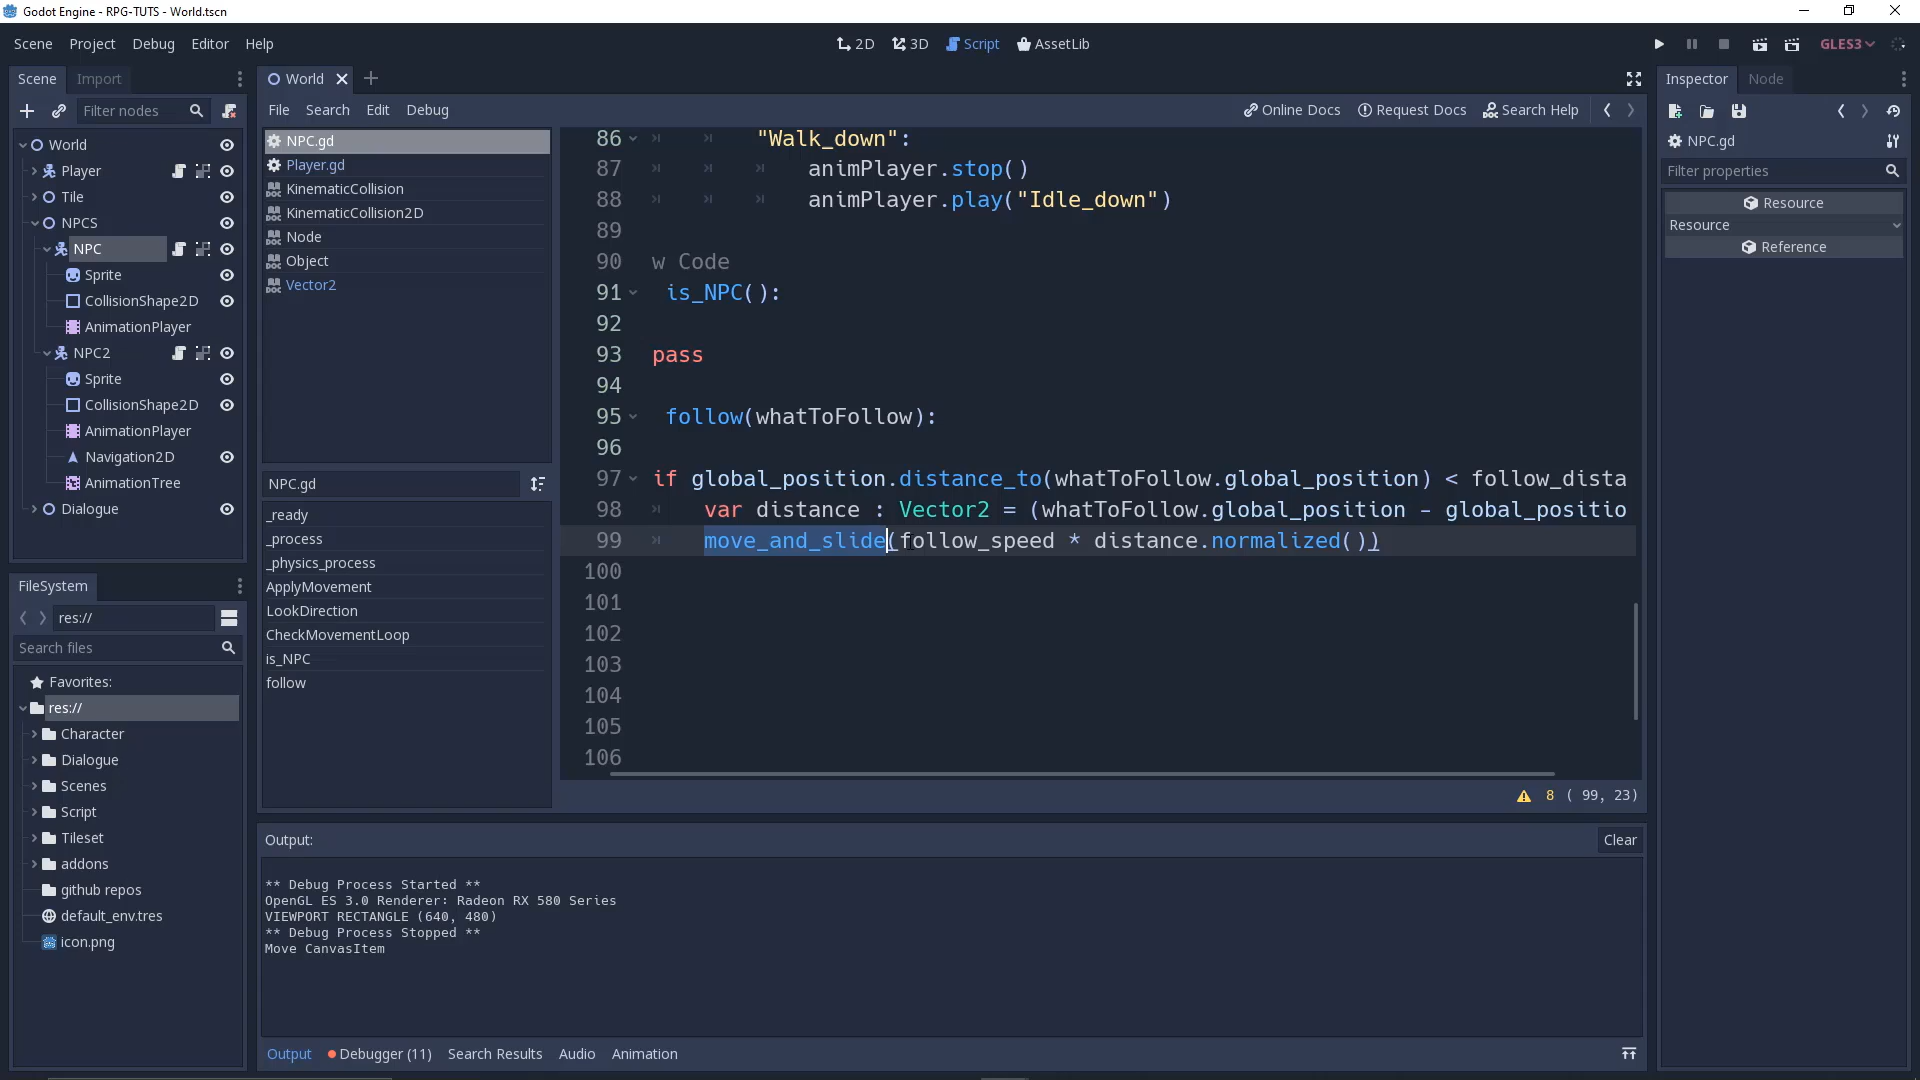 Godot Engine - RPG-TUTS - World.tscn
Scene Project Debug Editor Help
2D 3D Script AssetLib
GLES3
Scene Import
Filter nodes
World
Player
Tile
NPCS
NPC
Sprite
CollisionShape2D
AnimationPlayer
NPC2
Sprite
CollisionShape2D
AnimationPlayer
Navigation2D
AnimationTree
Dialogue
FileSystem
res://
Search files
Favorites:
res://
Character
Dialogue
Scenes
Script
Tileset
addons
github repos
default_env.tres
icon.png
World
File Search Edit Debug
Online Docs Request Docs Search Help
NPC.gd
Player.gd
KinematicCollision
KinematicCollision2D
Node
Object
Vector2
NPC.gd
_ready
_process
_physics_process
ApplyMovement
LookDirection
CheckMovementLoop
is_NPC
follow
86 "Walk_down":
87 animPlayer.stop()
88 animPlayer.play("Idle_down")
89
90 w Code
91 is_NPC():
92
93 pass
94
95 follow(whatToFollow):
96
97 if global_position.distance_to(whatToFollow.global_position) < follow_dista
98 var distance : Vector2 = (whatToFollow.global_position - global_positio
99 move_and_slide(follow_speed * distance.normalized())
100
101
102
103
104
105
106
8 ( 99, 23)
Output:
Clear
** Debug Process Started **
OpenGL ES 3.0 Renderer: Radeon RX 580 Series
VIEWPORT RECTANGLE (640, 480)
** Debug Process Stopped **
Move CanvasItem
Output Debugger (11) Search Results Audio Animation
Inspector Node
NPC.gd
Filter properties
Resource
Resource
Reference